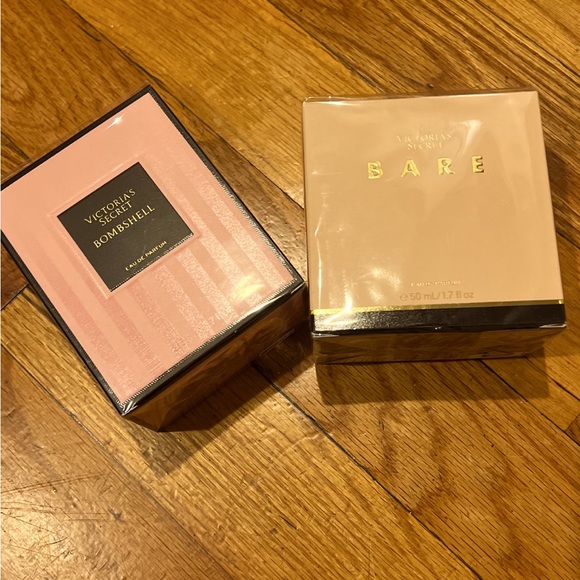 VICTORIA'S
SECRET
BOMBSHELL
EAU DE PARFUM
VICTORIA'S
SECRET
BARE
℮ 50 mL/1.7 fl oz